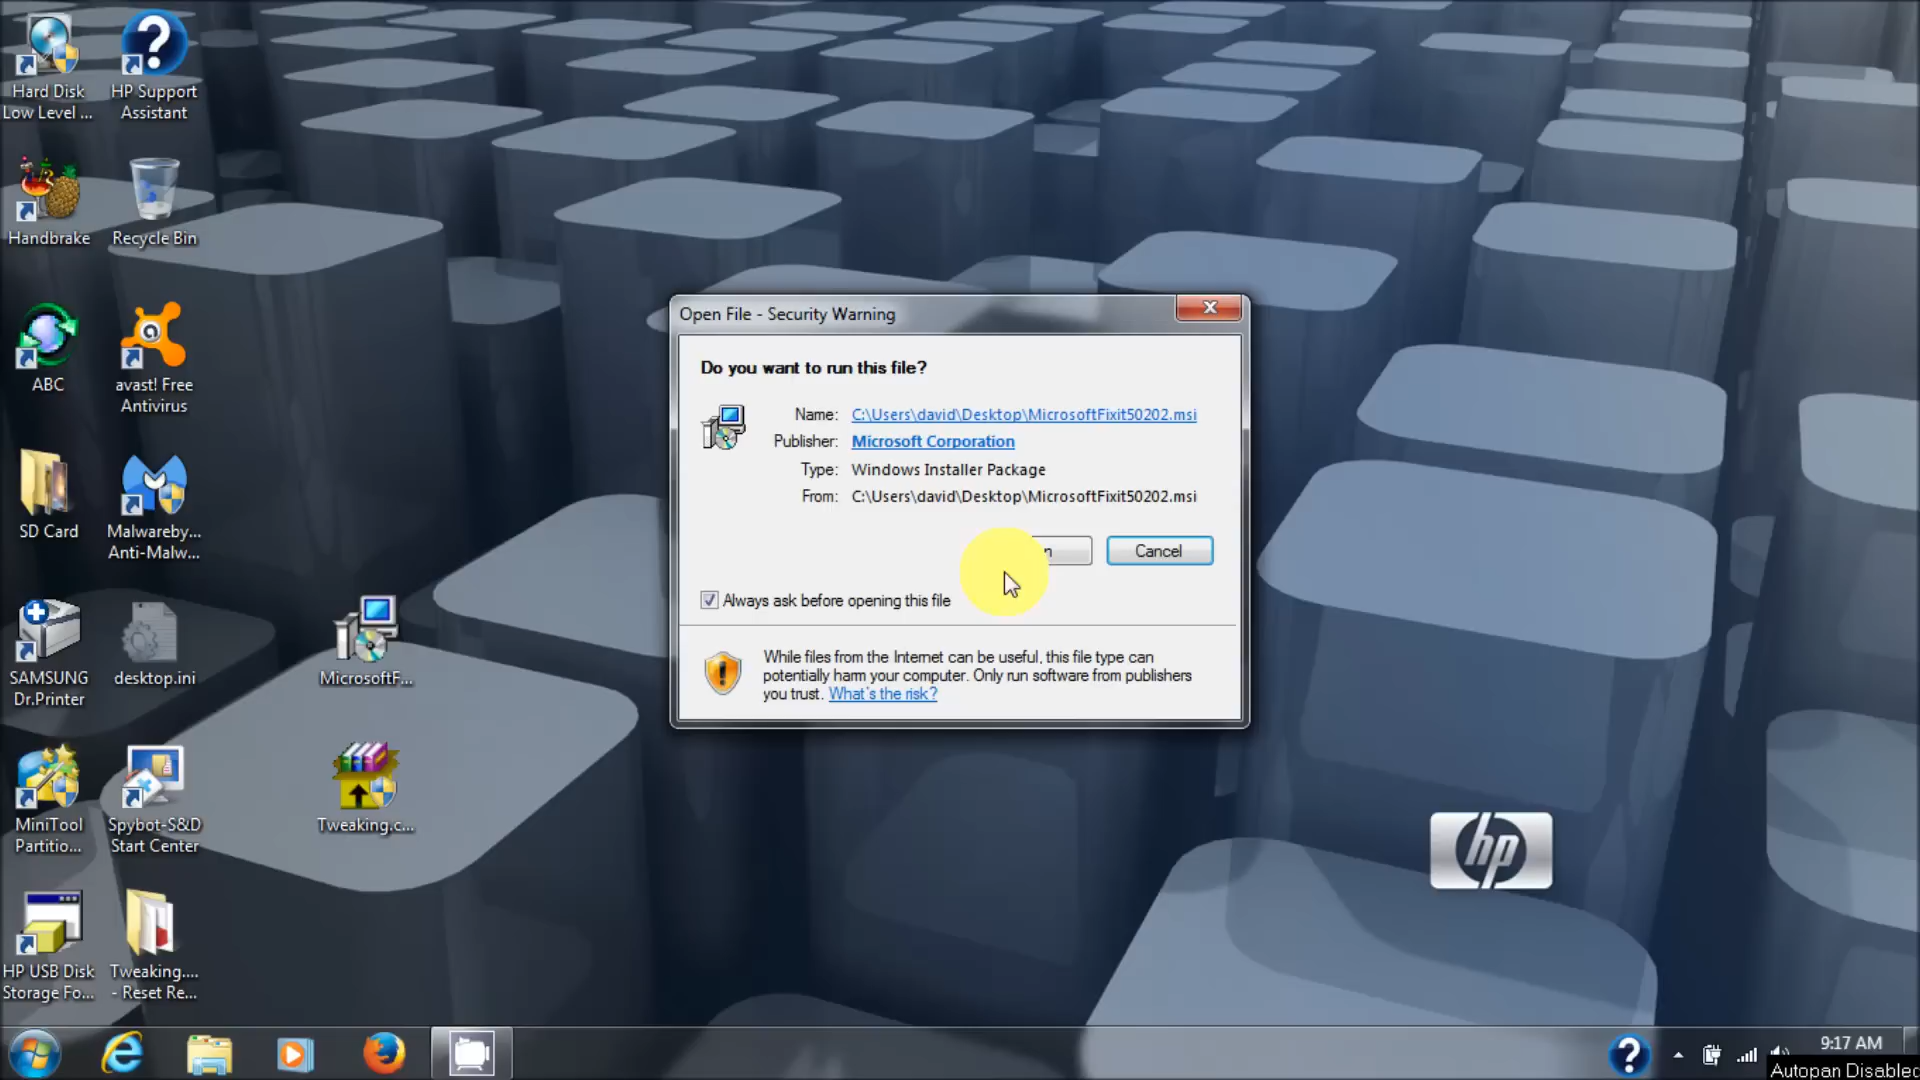 Hard Disk
Low Level ...
HP Support
Assistant
Handbrake
Recycle Bin
ABC
avast! Free
Antivirus
SD Card
Malwareby...
Anti-Malw...
SAMSUNG
Dr.Printer
desktop.ini
MicrosoftF...
MiniTool
Partitio...
Spybot-S&D
Start Center
Tweaking.c...
HP USB Disk
Storage Fo...
Tweaking....
- Reset Re...
Open File - Security Warning
Do you want to run this file?
Name: C:\Users\david\Desktop\MicrosoftFixit50202.msi
Publisher: Microsoft Corporation
Type: Windows Installer Package
From: C:\Users\david\Desktop\MicrosoftFixit50202.msi
Cancel
Always ask before opening this file
While files from the Internet can be useful, this file type can
potentially harm your computer. Only run software from publishers
you trust. What's the risk?
hp
9:17 AM
Autopan Disabled